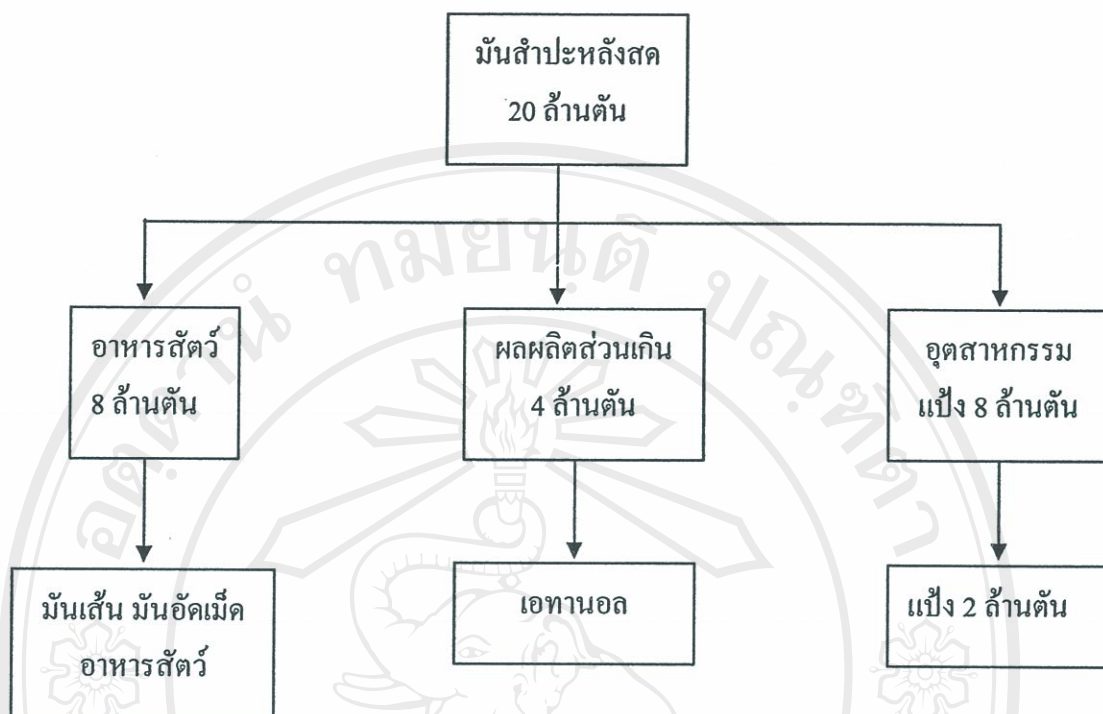 มันสำปะหลังสด
20 ล้านตัน
อาหารสัตว์
8 ล้านตัน
ผลผลิตส่วนเกิน
4 ล้านตัน
อุตสาหกรรม
แป้ง 8 ล้านตัน
มันเส้น มันอัดเม็ด
อาหารสัตว์
เอทานอล
แป้ง 2 ล้านตัน